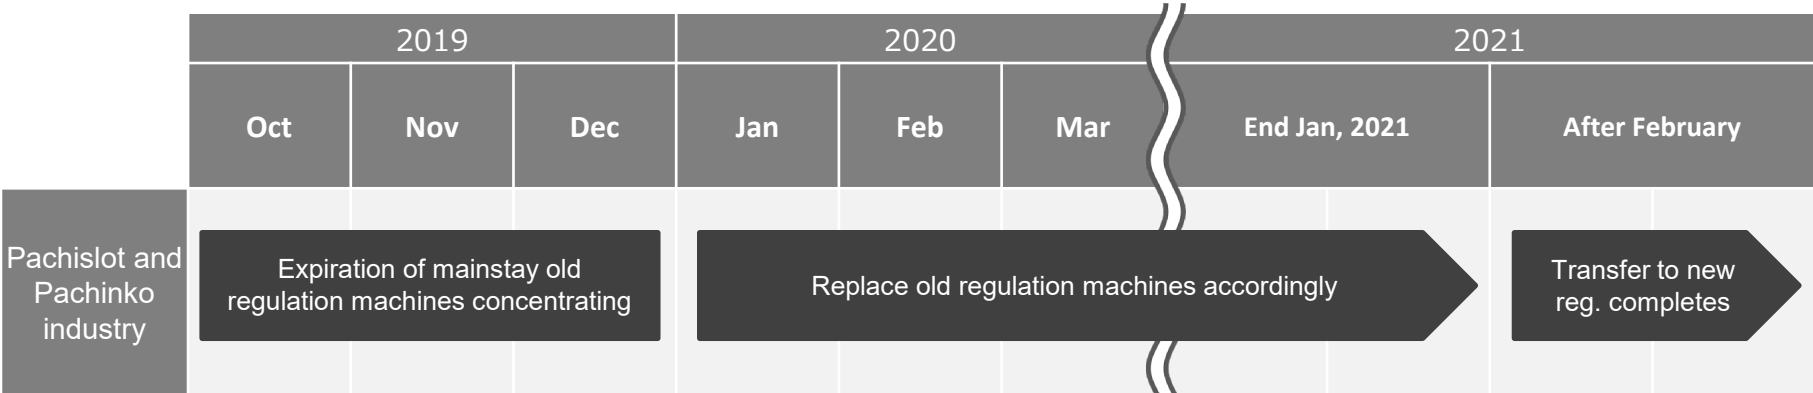 2019
2020
2021
Oct
Nov
Dec
Jan
Feb
Mar
End Jan, 2021
After February
Pachislot and
Pachinko
industry
Expiration of mainstay old
regulation machines concentrating
Replace old regulation machines accordingly
Transfer to new
reg. completes